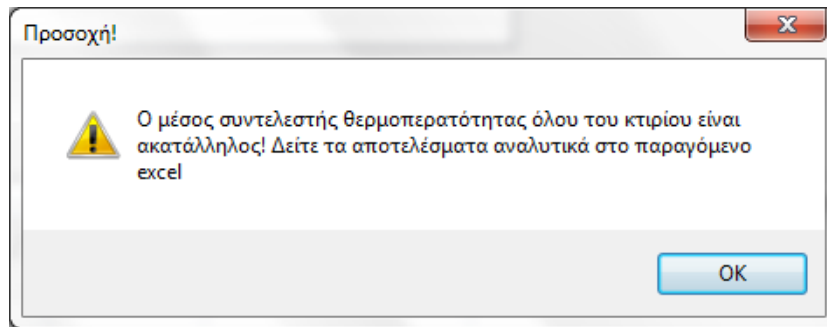 Προσοχή!
Ο μέσος συντελεστής θερμοπερατότητας όλου του κτιρίου είναι
ακατάλληλος! Δείτε τα αποτελέσματα αναλυτικά στο παραγόμενο
excel
OK